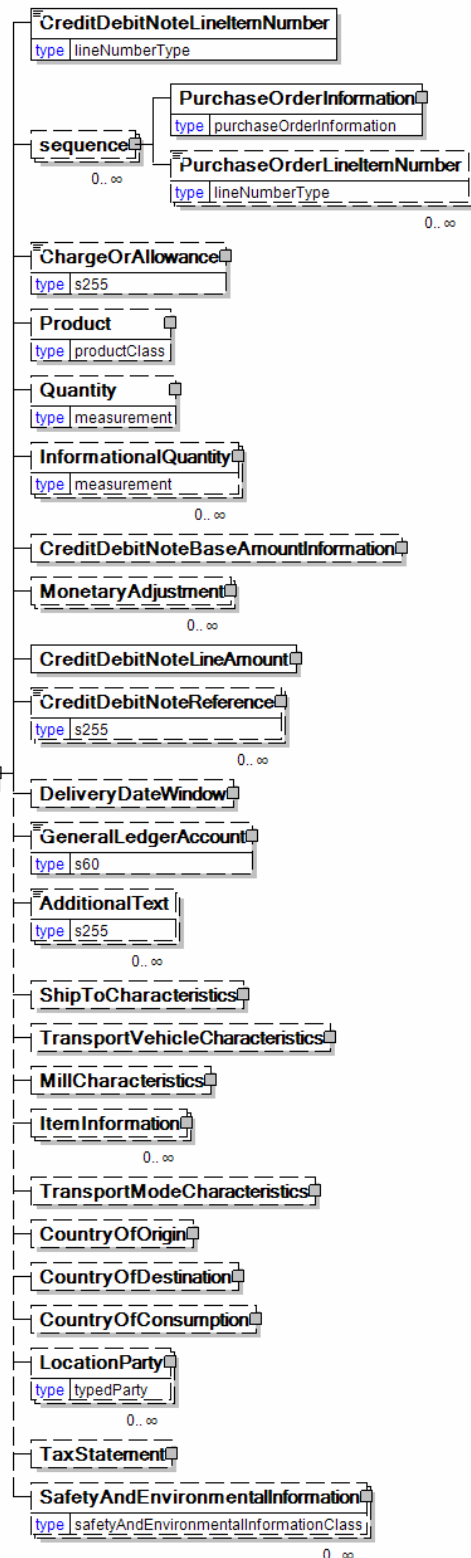 CreditDebitNoteLineItemNumber
type lineNumberType
PurchaseOrderInformation
type purchaseOrderInformation
sequence
0.. ∞
PurchaseOrderLineItemNumber
type lineNumberType
0.. ∞
ChargeOrAllowance
type s255
Product
type productClass
Quantity
type measurement
InformationalQuantity
type measurement
0.. ∞
CreditDebitNoteBaseAmountInformation
MonetaryAdjustment
0.. ∞
CreditDebitNoteLineAmount
CreditDebitNoteReference
type s255
0.. ∞
DeliveryDateWindow
GeneralLedgerAccount
type s60
AdditionalText
type s255
0.. ∞
ShipToCharacteristics
TransportVehicleCharacteristics
MillCharacteristics
ItemInformation
0.. ∞
TransportModeCharacteristics
CountryOfOrigin
CountryOfDestination
CountryOfConsumption
LocationParty
type typedParty
0.. ∞
TaxStatement
SafetyAndEnvironmentalInformation
type safetyAndEnvironmentalInformationClass
0.. ∞